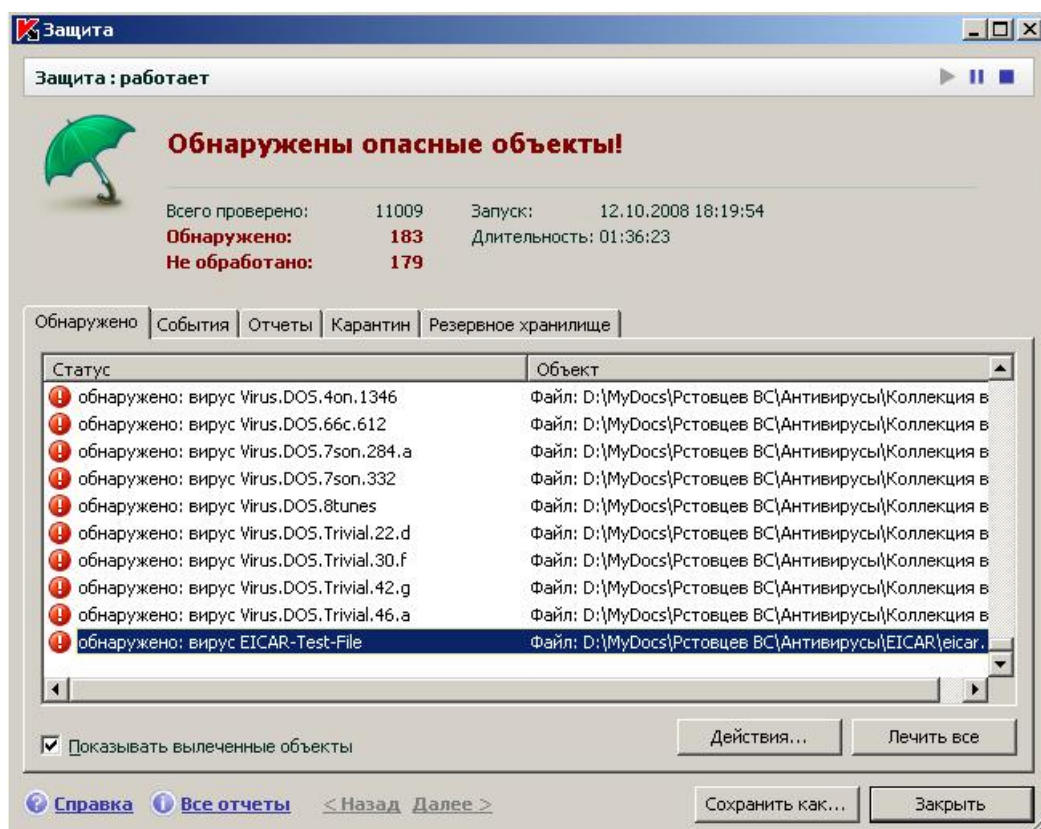 Защита
Защита : работает
Обнаружены опасные объекты!
Всего проверено: 11009 Запуск: 12.10.2008 18:19:54
Обнаружено: 183 Длительность: 01:36:23
Не обработано: 179
Обнаружено События Отчеты Карантин Резервное хранилище
Статус Объект
обнаружено: вирус Virus.DOS.4on.1346 Файл: D:\MyDocs\Рстовцев ВС\Антивирусы\Коллекция в
обнаружено: вирус Virus.DOS.66c.612 Файл: D:\MyDocs\Рстовцев ВС\Антивирусы\Коллекция в
обнаружено: вирус Virus.DOS.7son.284.a Файл: D:\MyDocs\Рстовцев ВС\Антивирусы\Коллекция в
обнаружено: вирус Virus.DOS.7son.332 Файл: D:\MyDocs\Рстовцев ВС\Антивирусы\Коллекция в
обнаружено: вирус Virus.DOS.8tunes Файл: D:\MyDocs\Рстовцев ВС\Антивирусы\Коллекция в
обнаружено: вирус Virus.DOS.Trivial.22.d Файл: D:\MyDocs\Рстовцев ВС\Антивирусы\Коллекция в
обнаружено: вирус Virus.DOS.Trivial.30.f Файл: D:\MyDocs\Рстовцев ВС\Антивирусы\Коллекция в
обнаружено: вирус Virus.DOS.Trivial.42.g Файл: D:\MyDocs\Рстовцев ВС\Антивирусы\Коллекция в
обнаружено: вирус Virus.DOS.Trivial.46.a Файл: D:\MyDocs\Рстовцев ВС\Антивирусы\Коллекция в
обнаружено: вирус EICAR-Test-File Файл: D:\MyDocs\Рстовцев ВС\Антивирусы\EICAR\eicar.
Показывать вылеченные объекты Действия... Лечить все
Справка Все отчеты < Назад Далее > Сохранить как... Закрыть